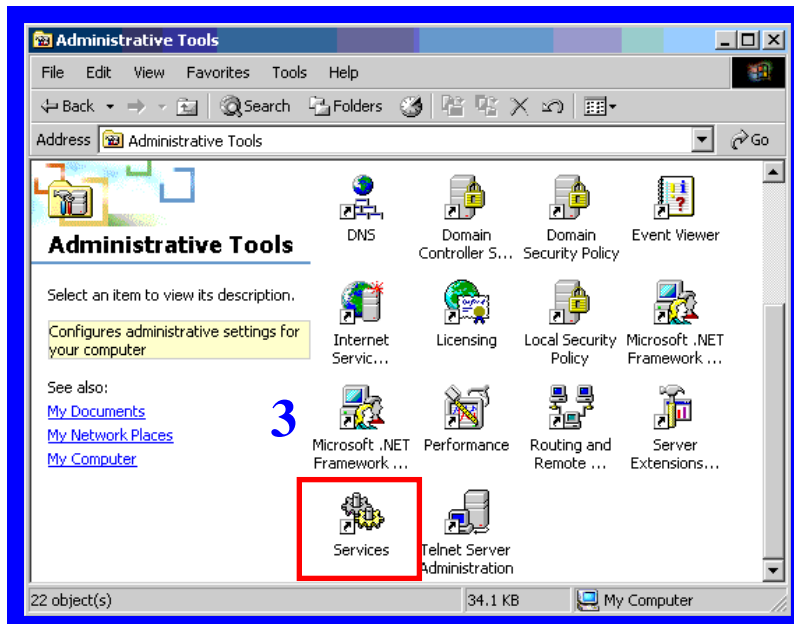 Administrative Tools
File Edit View Favorites Tools Help
Back Search Folders
Address Administrative Tools Go
Administrative Tools
Select an item to view its description.
Configures administrative settings for
your computer
See also:
My Documents
My Network Places
My Computer
3
DNS
Domain
Controller S...
Domain
Security Policy
Event Viewer
Internet
Servic...
Licensing
Local Security
Policy
Microsoft .NET
Framework ...
Microsoft .NET
Framework ...
Performance
Routing and
Remote ...
Server
Extensions...
Services
Telnet Server
Administration
22 object(s) 34.1 KB My Computer